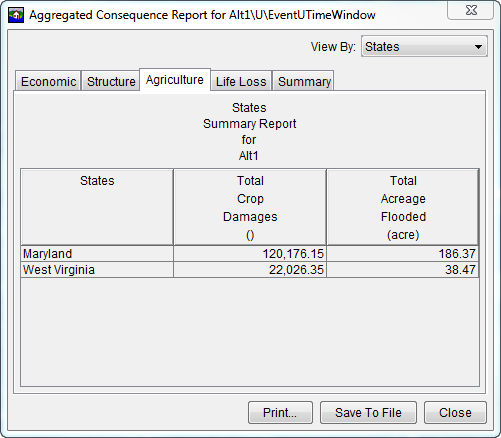 Aggregated Consequence Report for Alt1\U\EventUTimeWindow
View By: States
Economic Structure Agriculture Life Loss Summary
States
Summary Report
for
Alt1
States Total Total
Crop Acreage
Damages Flooded
() (acre)
Maryland 120,176.15 186.37
West Virginia 22,026.35 38.47
Print... Save To File Close